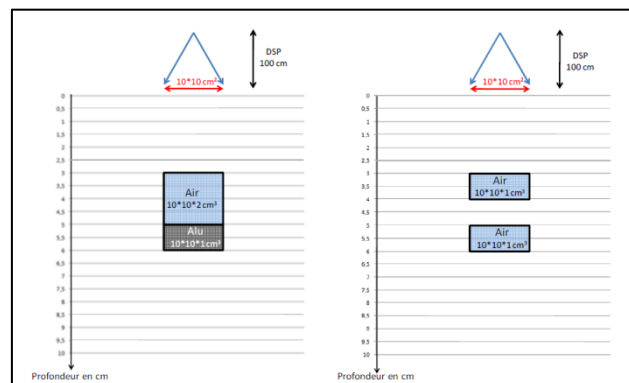 DSP
100 cm
10*10 cm²
0
0,5
1
1,5
2
2,5
3
3,5
4
4,5
5
5,5
6
6,5
7
7,5
8
8,5
9
9,5
10
Air
10*10*2 cm³
Alu
10*10*1 cm³
Profondeur en cm
DSP
100 cm
10*10 cm²
0
0,5
1
1,5
2
2,5
3
3,5
4
4,5
5
5,5
6
6,5
7
7,5
8
8,5
9
9,5
10
Air
10*10*1 cm³
Air
10*10*1 cm³
Profondeur en cm